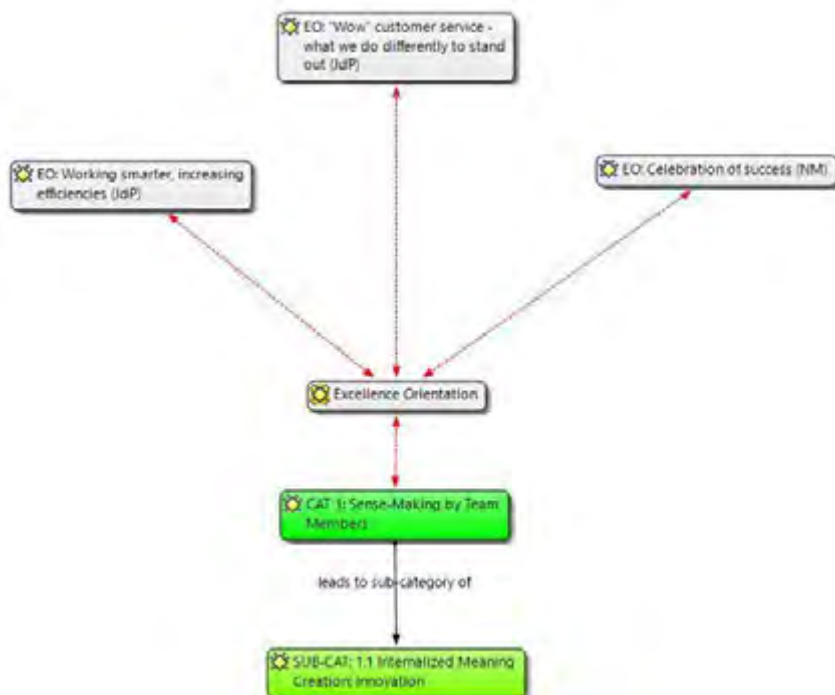 EO: "Wow" customer service -
what we do differently to stand
out (JdP)
EO: Working smarter, increasing
efficiencies (JdP)
EO: Celebration of success (NM)
Excellence Orientation
CAT 1: Sense-Making by Team
Members
leads to sub-category of
SUB-CAT: 1.1 Internalized Meaning
Creation: Innovation